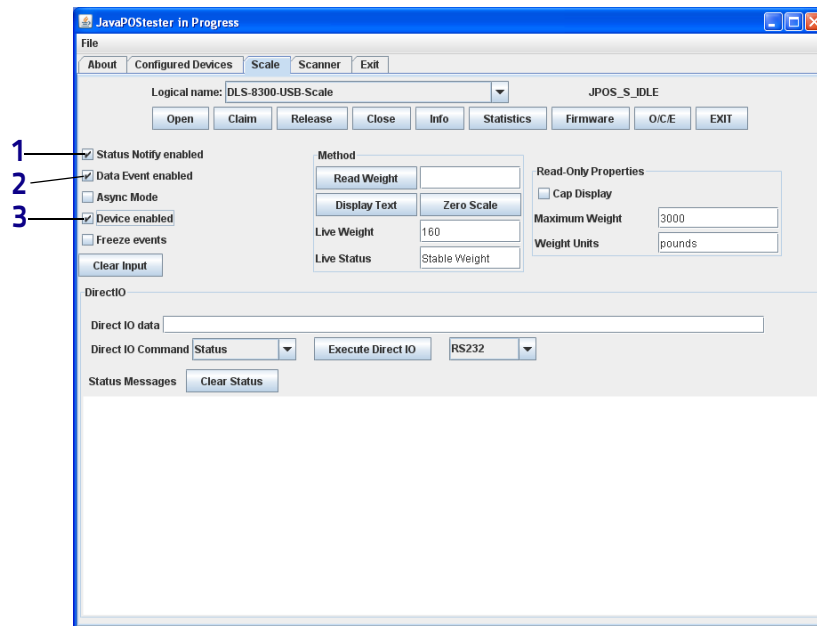 JavaPOStester in Progress
File
About Configured Devices Scale Scanner Exit
Logical name: DLS-8300-USB-Scale JPOS_S_IDLE
Open Claim Release Close Info Statistics Firmware O/C/E EXIT
1 Status Notify enabled
2 Data Event enabled
Async Mode
3 Device enabled
Freeze events
Clear Input
Method
Read Weight
Display Text Zero Scale
Live Weight 160
Live Status Stable Weight
Read-Only Properties
Cap Display
Maximum Weight 3000
Weight Units pounds
DirectIO
Direct IO data
Direct IO Command Status Execute Direct IO RS232
Status Messages Clear Status